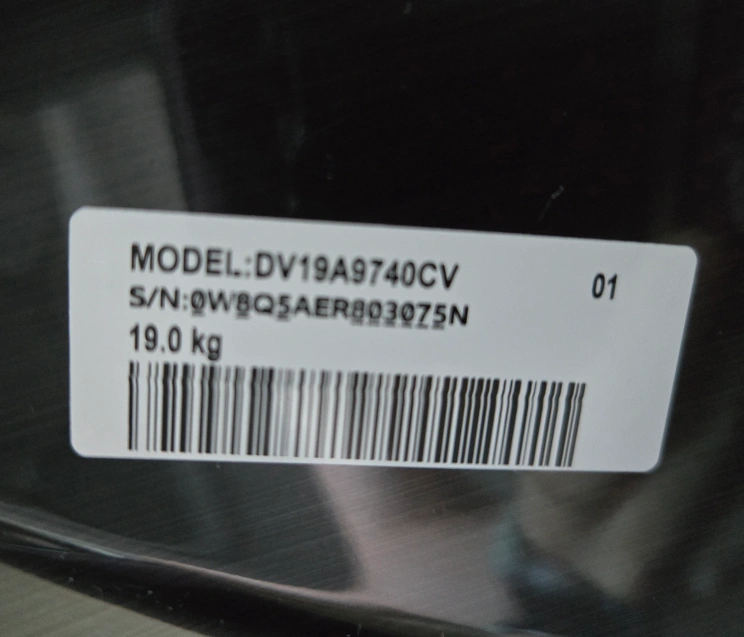 MODEL:DV19A9740CV
01
S/N:0W8Q5AER803075N
19.0 kg